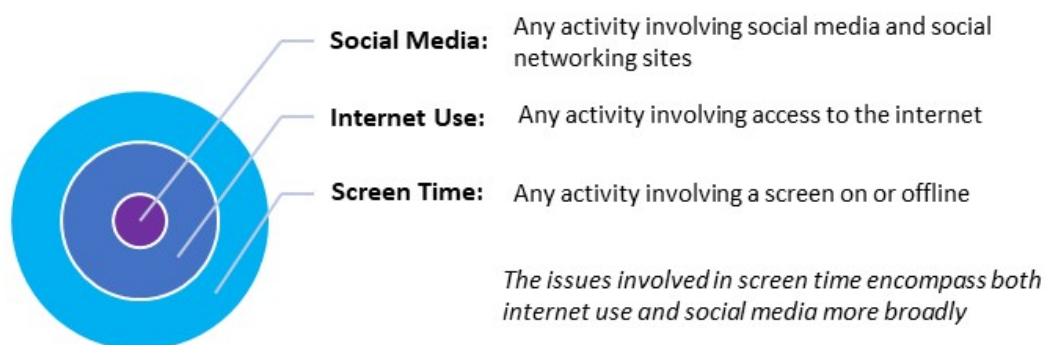 Social Media: Any activity involving social media and social
networking sites
Internet Use: Any activity involving access to the internet
Screen Time: Any activity involving a screen on or offline
The issues involved in screen time encompass both
internet use and social media more broadly